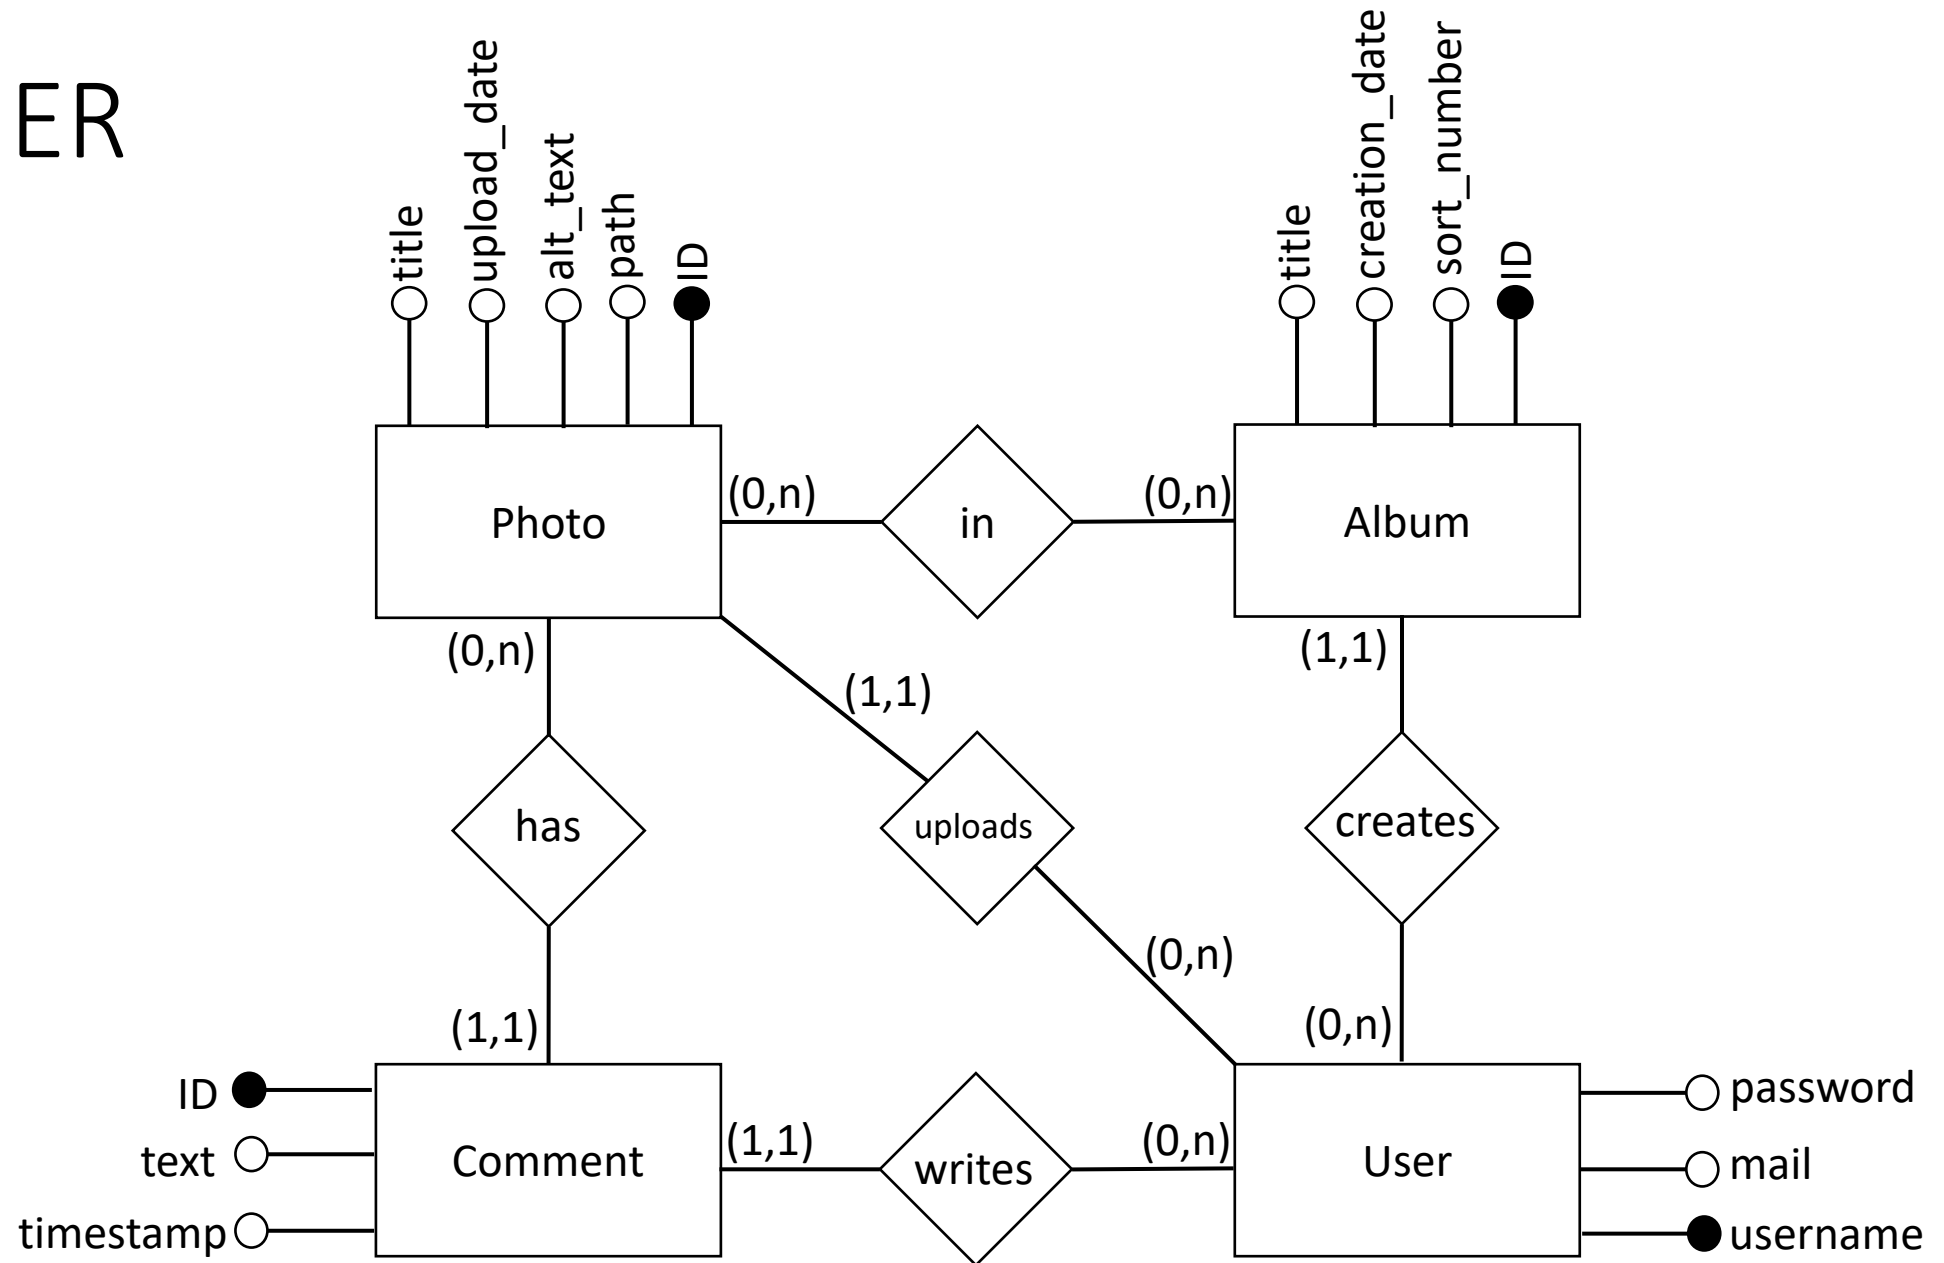 ER
title
upload_date
alt_text
path
ID
title
creation_date
sort_number
ID
Photo
(0,n)
in
(0,n)
Album
(0,n)
(1,1)
(1,1)
has
uploads
creates
(0,n)
(1,1)
(0,n)
ID
text
timestamp
Comment
(1,1)
writes
(0,n)
User
password
mail
username